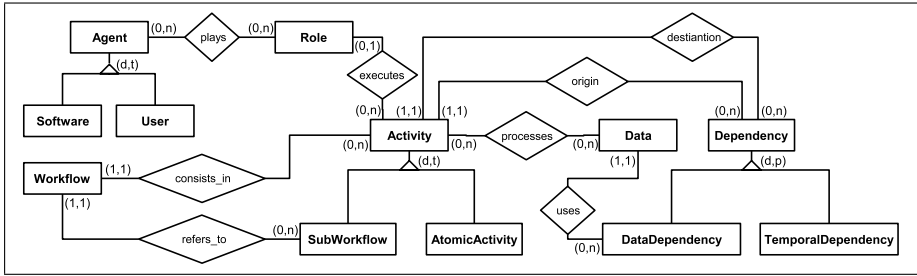 (0,n) plays (0,n)
Agent
Role
(0,1)
destiantion
(d,t)
executes
origin
Software
User
(0,n) (1,1) (1,1)
(0,n) (0,n)
Activity
(0,n) (0,n)
processes
(0,n)
Data
(1,1)
Dependency
(d,t)
(d,p)
Workflow
(1,1)
(1,1)
consists_in
uses
refers_to
(0,n)
SubWorkflow
AtomicActivity
(0,n)
DataDependency
TemporalDependency